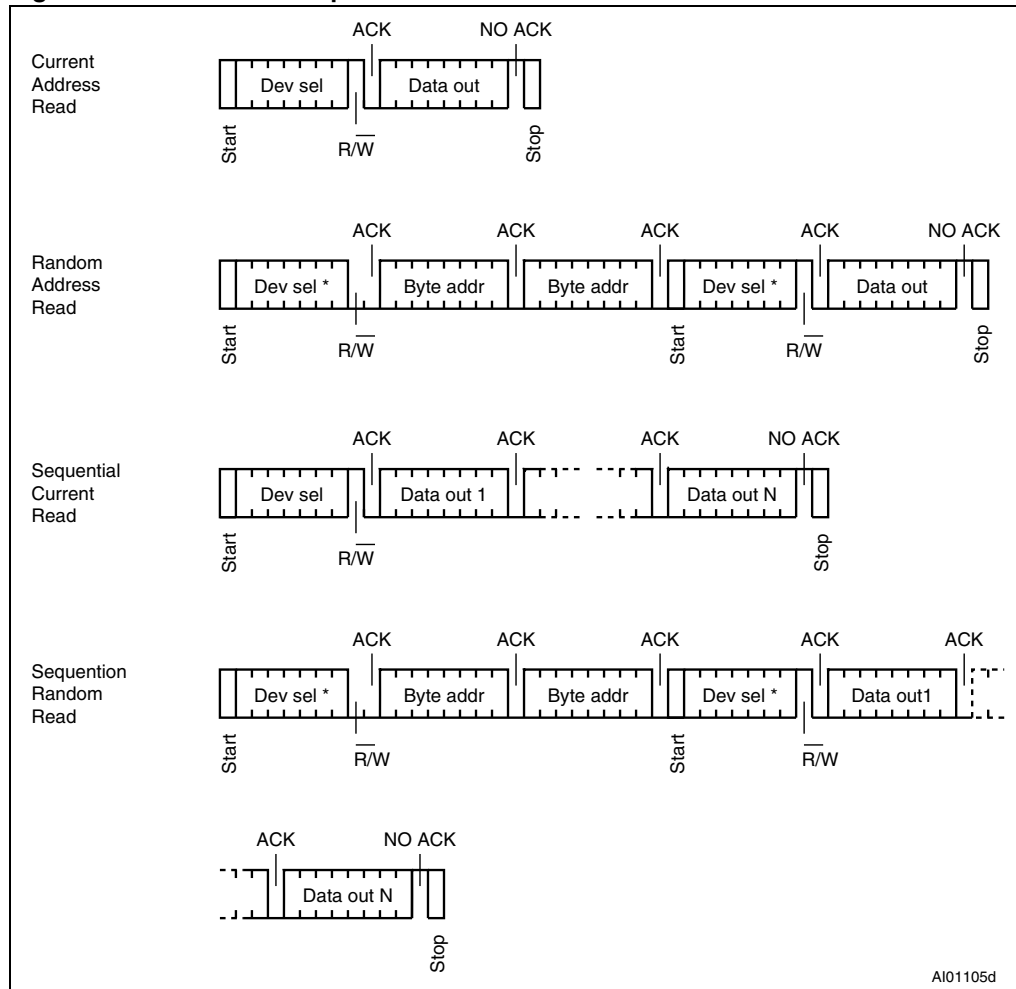 ACK NO ACK
Current
Address
Read
Dev sel Data out
Start R/W̅ Stop
ACK ACK ACK ACK NO ACK
Random
Address
Read
Dev sel * Byte addr Byte addr Dev sel * Data out
Start R/W̅ Start R/W̅ Stop
ACK ACK ACK NO ACK
Sequential
Current
Read
Dev sel Data out 1 Data out N
Start R/W̅ Stop
ACK ACK ACK ACK ACK
Sequention
Random
Read
Dev sel * Byte addr Byte addr Dev sel * Data out1
Start R̅/W Start R̅/W
ACK NO ACK
Data out N
Stop
AI01105d